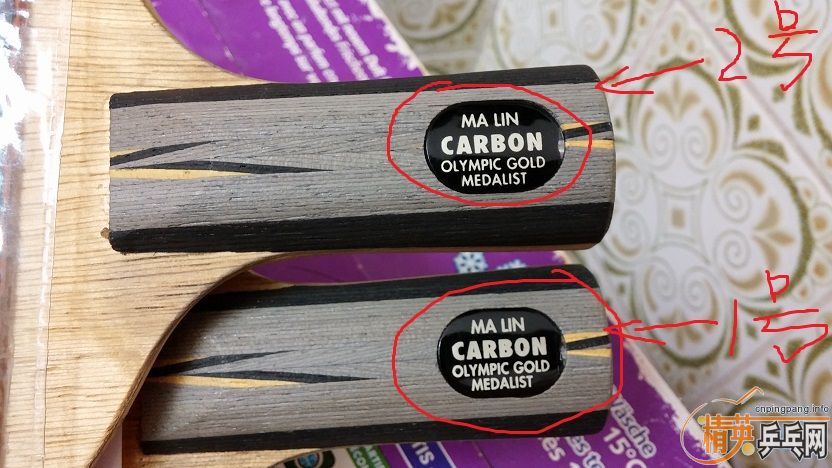 2号
MA LIN
CARBON
OLYMPIC GOLD
MEDALIST
1号
MA LIN
CARBON
OLYMPIC GOLD
MEDALIST
15°C
cnpingpang.info
精英乒乓网